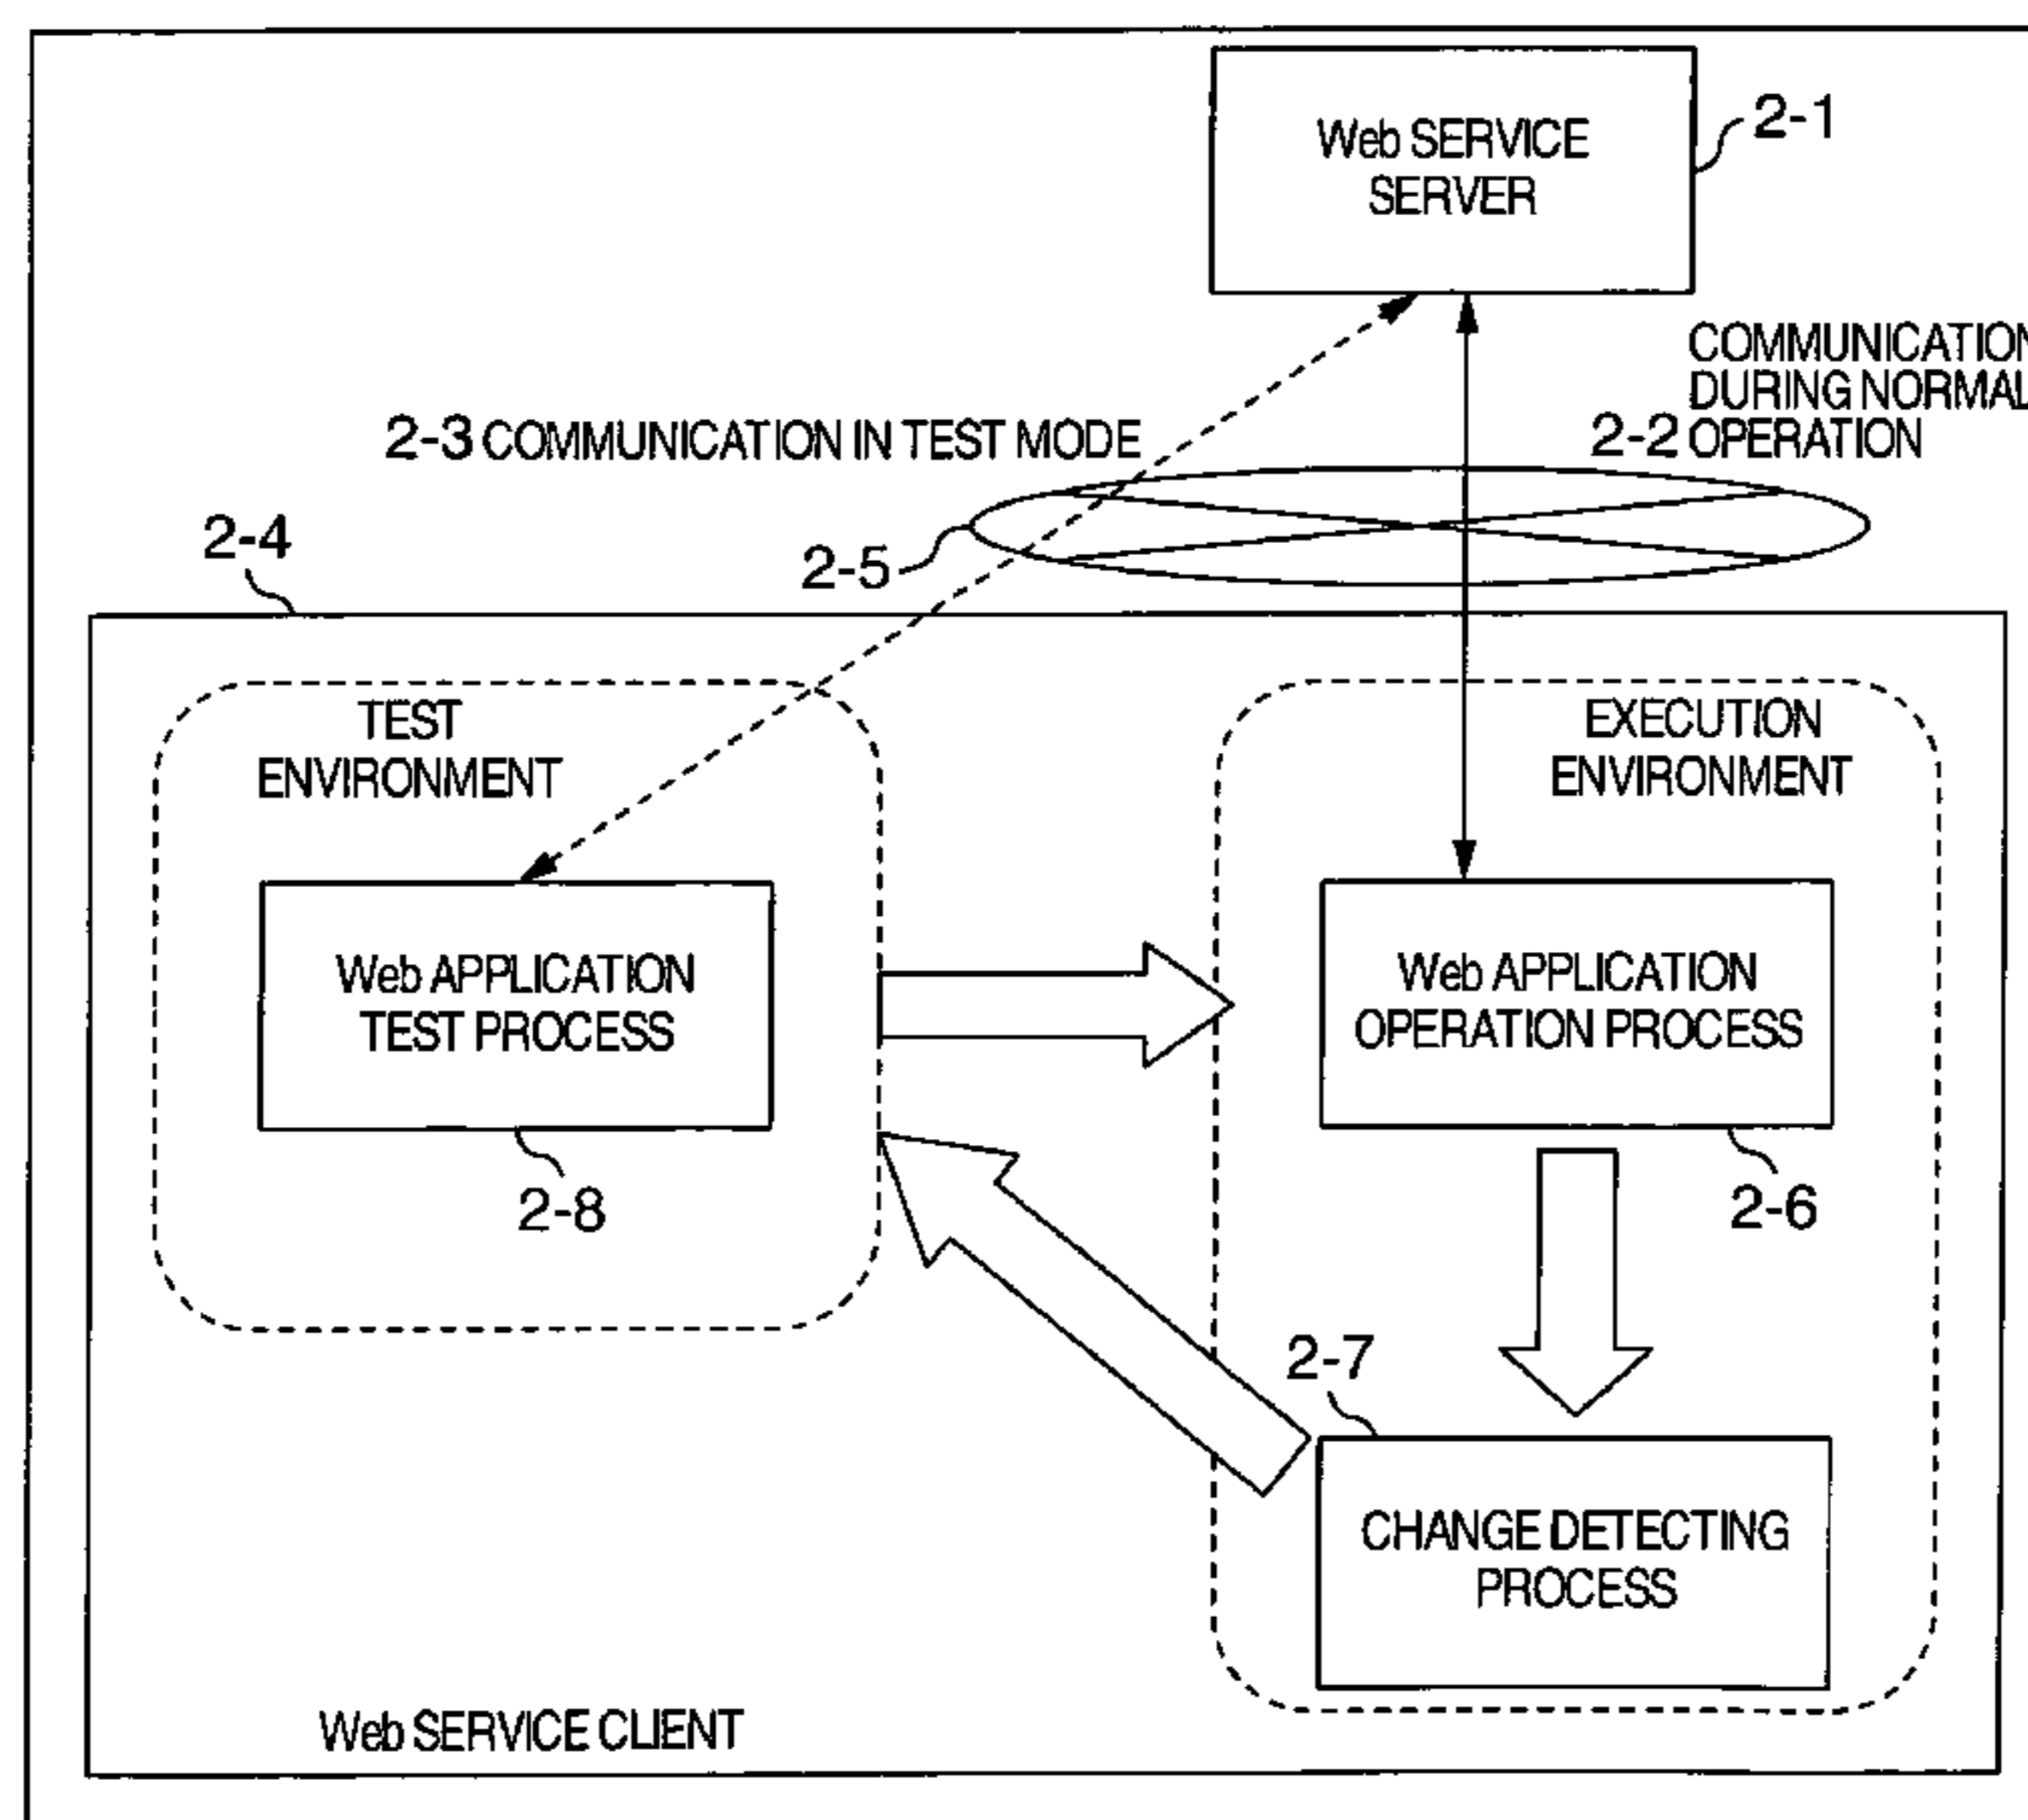 Web SERVICE
SERVER
2-1
COMMUNICATION
DURING NORMAL
2-2 OPERATION
2-3 COMMUNICATION IN TEST MODE
2-4
2-5
TEST
ENVIRONMENT
EXECUTION
ENVIRONMENT
Web APPLICATION
TEST PROCESS
Web APPLICATION
OPERATION PROCESS
2-8
2-6
2-7
CHANGE DETECTING
PROCESS
Web SERVICE CLIENT